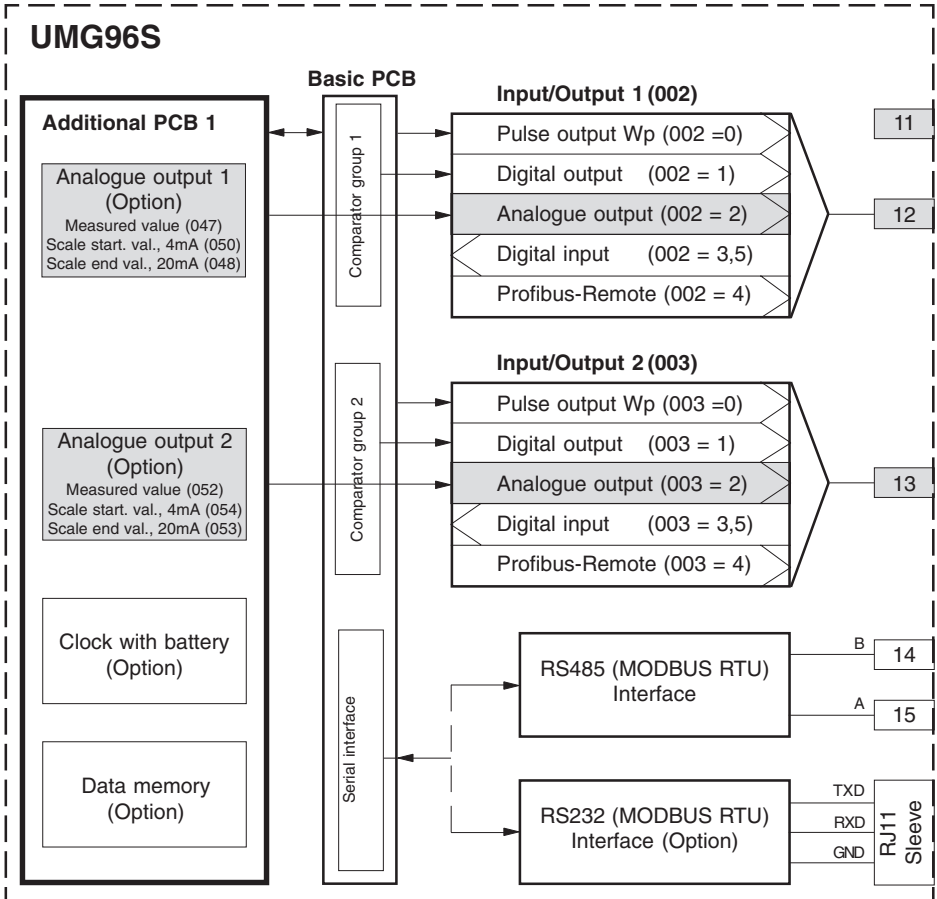 UMG96S
Basic PCB
Additional PCB 1
Analogue output 1
(Option)
Measured value (047)
Scale start. val., 4mA (050)
Scale end val., 20mA (048)
Analogue output 2
(Option)
Measured value (052)
Scale start. val., 4mA (054)
Scale end val., 20mA (053)
Clock with battery
(Option)
Data memory
(Option)
Comparator group 1
Comparator group 2
Serial interface
Input/Output 1 (002)
Pulse output Wp (002 =0)
Digital output (002 = 1)
Analogue output (002 = 2)
Digital input (002 = 3,5)
Profibus-Remote (002 = 4)
11
12
Input/Output 2 (003)
Pulse output Wp (003 =0)
Digital output (003 = 1)
Analogue output (003 = 2)
Digital input (003 = 3,5)
Profibus-Remote (003 = 4)
13
RS485 (MODBUS RTU)
Interface
B
14
A
15
RS232 (MODBUS RTU)
Interface (Option)
TXD
RXD
GND
RJ11
Sleeve